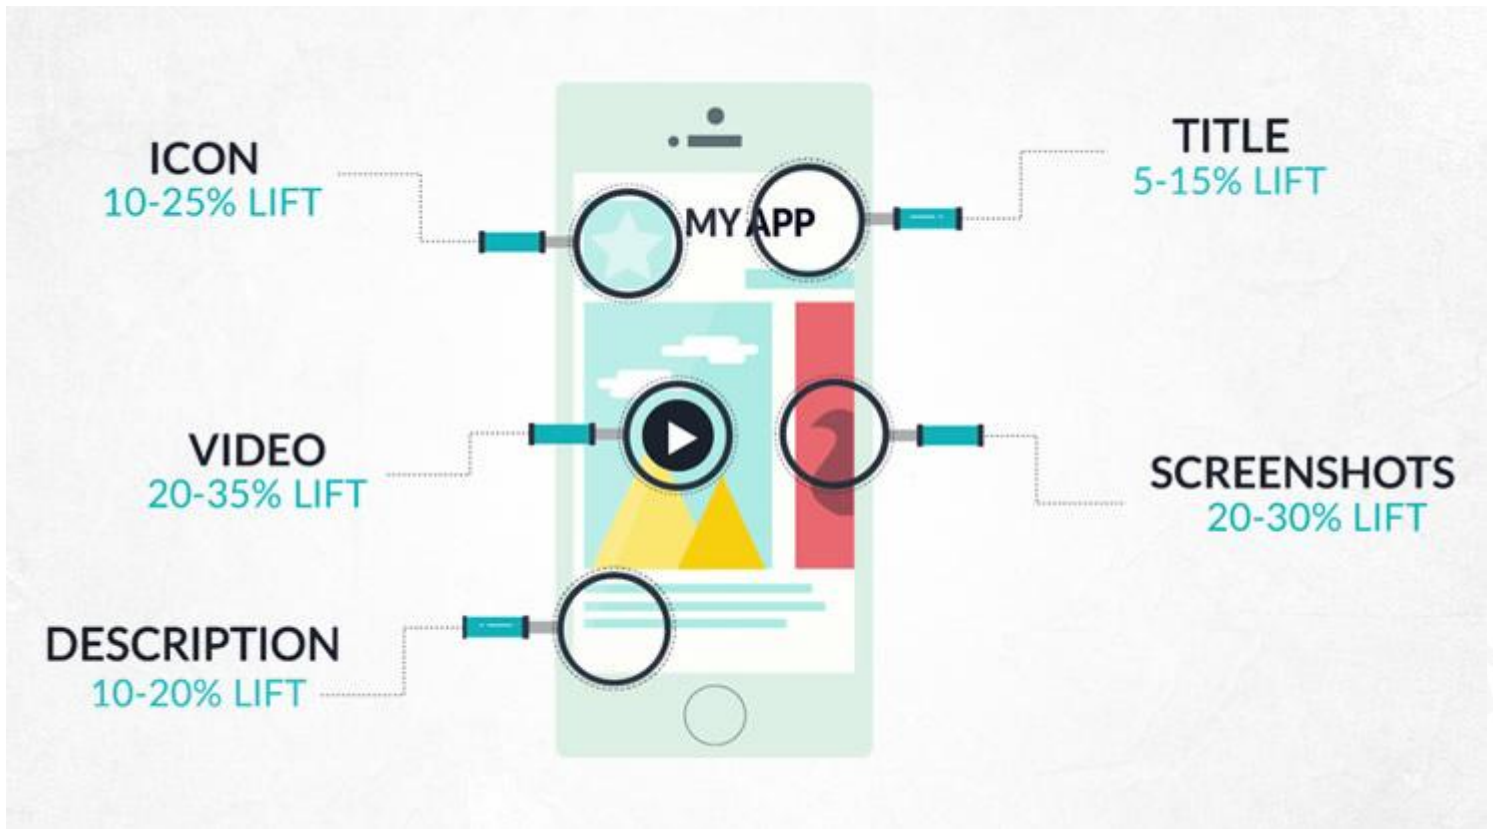 ICON
10-25% LIFT
TITLE
5-15% LIFT
MY APP
VIDEO
20-35% LIFT
2
SCREENSHOTS
20-30% LIFT
DESCRIPTION
10-20% LIFT